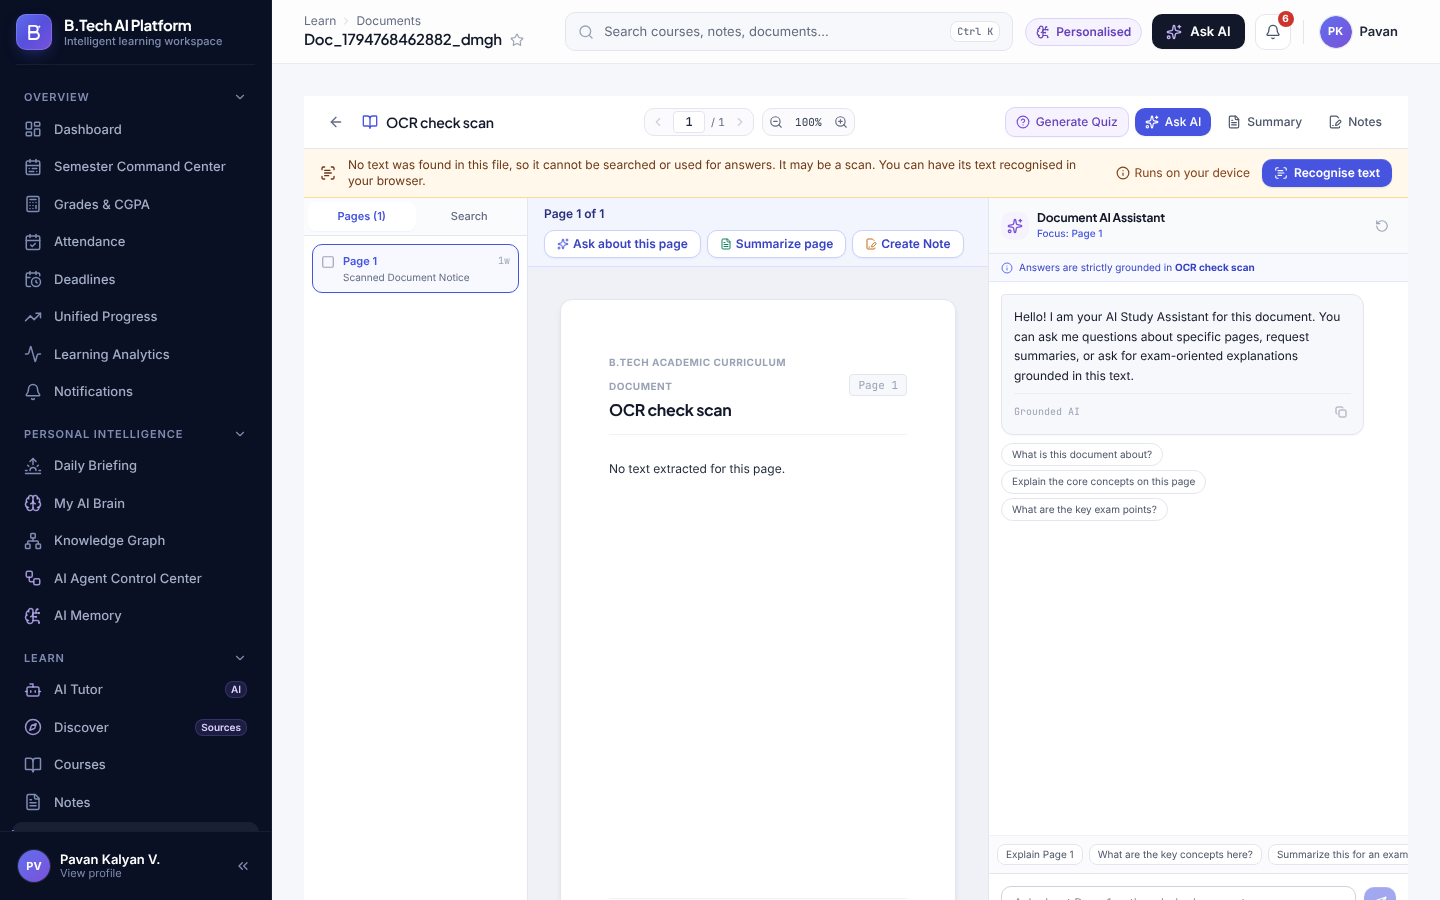 B.Tech AI Platform
Intelligent learning workspace
OVERVIEW
Dashboard
Semester Command Center
Grades & CGPA
Attendance
Deadlines
Unified Progress
Learning Analytics
Notifications
PERSONAL INTELLIGENCE
Daily Briefing
My AI Brain
Knowledge Graph
AI Agent Control Center
AI Memory
LEARN
AI Tutor AI
Discover Sources
Courses
Notes
PV
Pavan Kalyan V.
View profile
Learn Documents
Doc_1794768462882_dmgh
Search courses, notes, documents... Ctrl K
Personalised
Ask AI
6
PK
Pavan
OCR check scan
1 / 1
100%
Generate Quiz
Ask AI
Summary
Notes
No text was found in this file, so it cannot be searched or used for answers. It may be a scan. You can have its text recognised in
your browser.
Runs on your device
Recognise text
Pages (1) Search
Page 1 1w
Scanned Document Notice
Page 1 of 1
Ask about this page Summarize page Create Note
B.TECH ACADEMIC CURRICULUM
DOCUMENT
Page 1
OCR check scan
No text extracted for this page.
Document AI Assistant
Focus: Page 1
Answers are strictly grounded in OCR check scan
Hello! I am your AI Study Assistant for this document. You
can ask me questions about specific pages, request
summaries, or ask for exam-oriented explanations
grounded in this text.
Grounded AI
What is this document about?
Explain the core concepts on this page
What are the key exam points?
Explain Page 1 What are the key concepts here? Summarize this for an exam